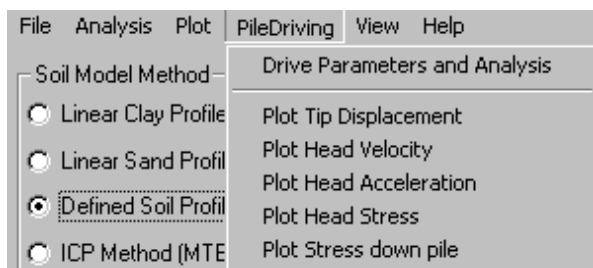 File Analysis Plot PileDriving View Help
Soil Model Method
Linear Clay Profile
Linear Sand Profil
Defined Soil Profil
ICP Method (MTE
Drive Parameters and Analysis
Plot Tip Displacement
Plot Head Velocity
Plot Head Acceleration
Plot Head Stress
Plot Stress down pile